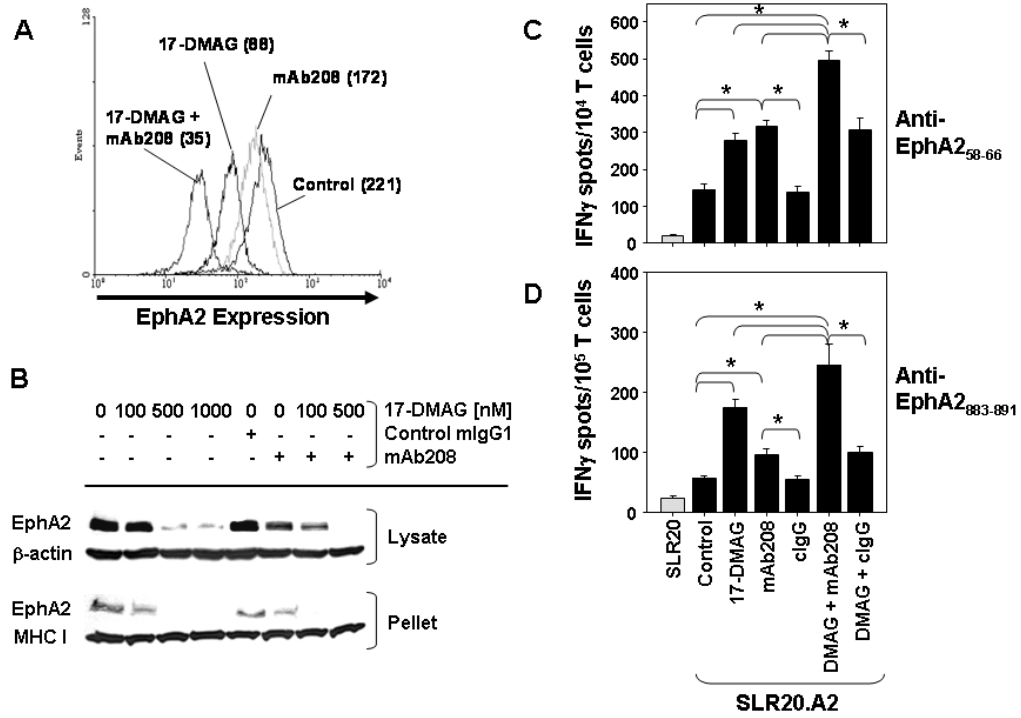 A
128
Events
17-DMAG (88)
mAb208 (172)
17-DMAG +
mAb208 (35)
Control (221)
10⁰ 10¹ 10² 10³ 10⁴
EphA2 Expression
B
0 100 500 1000 0 0 100 500 17-DMAG [nM]
- - - - + - - - Control mIgG1
- - - - - + + + mAb208
EphA2
β-actin
Lysate
EphA2
MHC I
Pellet
C
IFNγ spots/10⁴ T cells
600
500
400
300
200
100
0
* * * *
Anti-
EphA2₅₈₋₆₆
D
IFNγ spots/10⁵ T cells
400
300
200
100
0
* * * *
Anti-
EphA2₈₈₃₋₈₉₁
SLR20
Control
17-DMAG
mAb208
cIgG
DMAG + mAb208
DMAG + cIgG
SLR20.A2